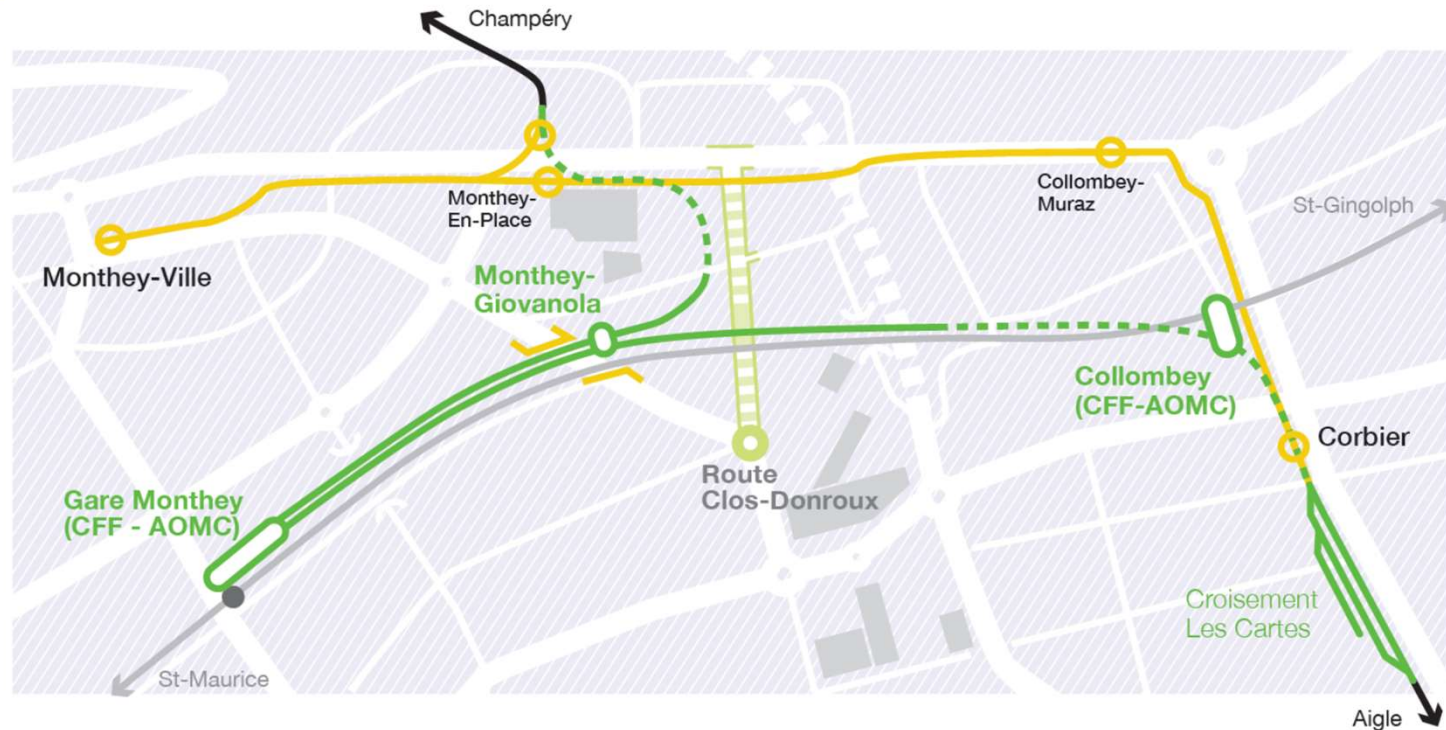 Champéry
Monthey-
En-Place
Collombey-
Muraz
St-Gingolph
Monthey-Ville
Monthey-
Giovanola
Collombey
(CFF-AOMC)
Corbier
Route
Clos-Donroux
Gare Monthey
(CFF - AOMC)
Croisement
Les Cartes
St-Maurice
Aigle